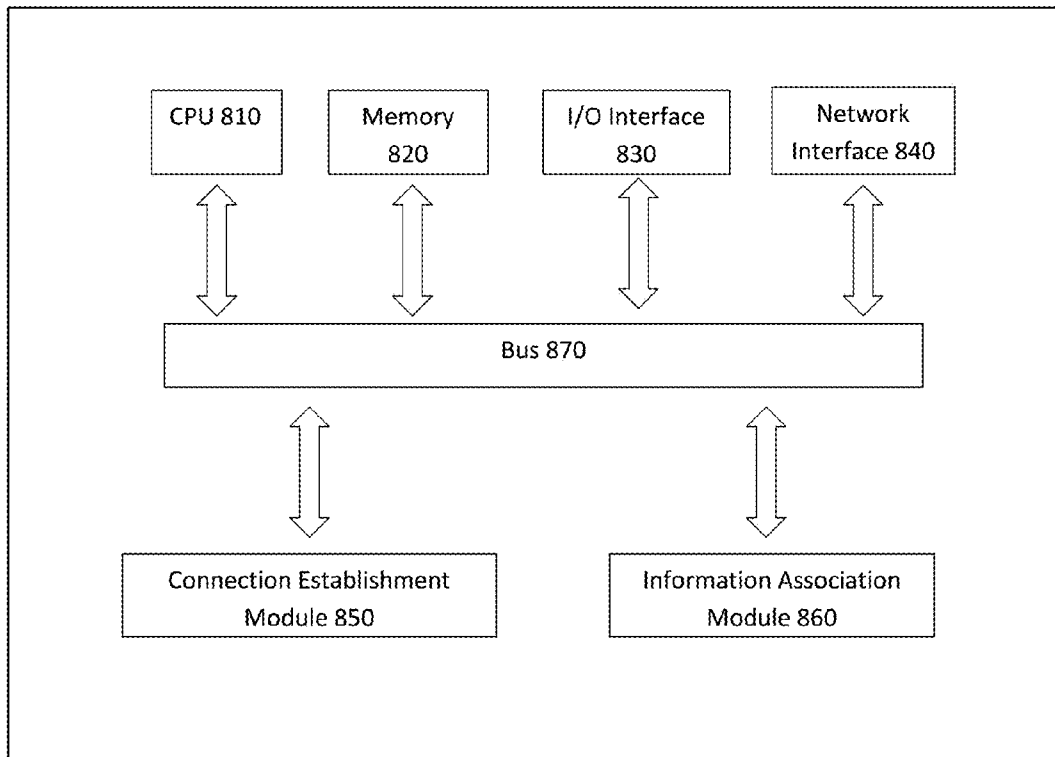 CPU 810
Memory
820
I/O Interface
830
Network
Interface 840
Bus 870
Connection Establishment
Module 850
Information Association
Module 860